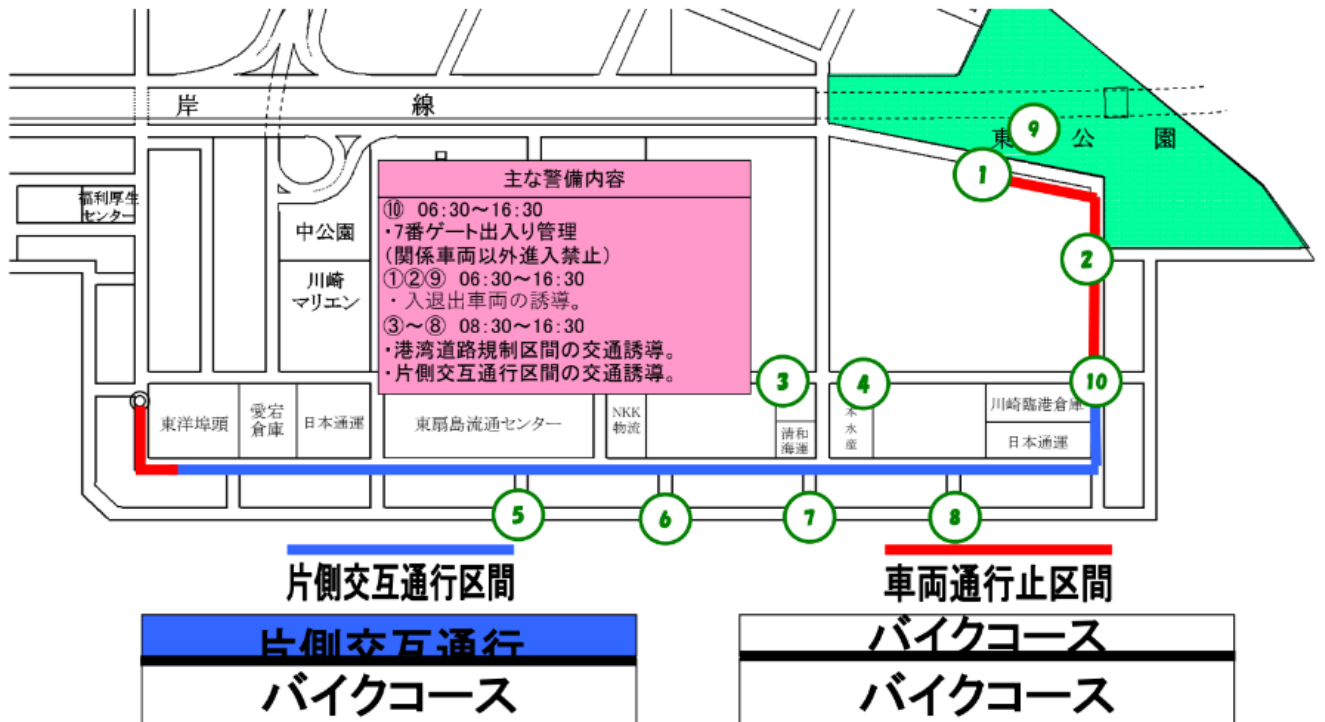 岸 線
東公園
9
1
福利厚生
センター
中公園
川崎
マリエン
主な警備内容
⑩ 06:30～16:30
・7番ゲート出入り管理
(関係車両以外進入禁止)
①②⑨ 06:30～16:30
・入退出車両の誘導。
③～⑧ 08:30～16:30
・港湾道路規制区間の交通誘導。
・片側交互通行区間の交通誘導。
2
3
4
10
東洋埠頭
愛宕
倉庫
日本通運
東扇島流通センター
NKK
物流
清和
海運
本
水
産
川崎臨港倉庫
日本通運
5
6
7
8
片側交互通行区間
車両通行止区間
片側交互通行
バイクコース
バイクコース
バイクコース